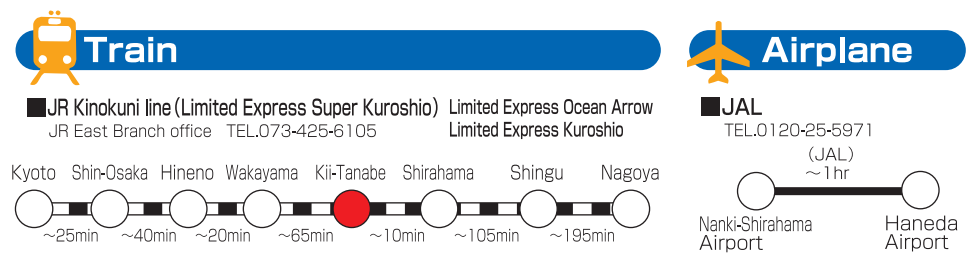 Train
■JR Kinokuni line (Limited Express Super Kuroshio) Limited Express Ocean Arrow
JR East Branch office TEL.073-425-6105 Limited Express Kuroshio
Kyoto Shin-Osaka Hineno Wakayama Kii-Tanabe Shirahama Shingu Nagoya
~25min ~40min ~20min ~65min ~10min ~105min ~195min
Airplane
■JAL
TEL.0120-25-5971
(JAL)
~1hr
Nanki-Shirahama Haneda
Airport Airport